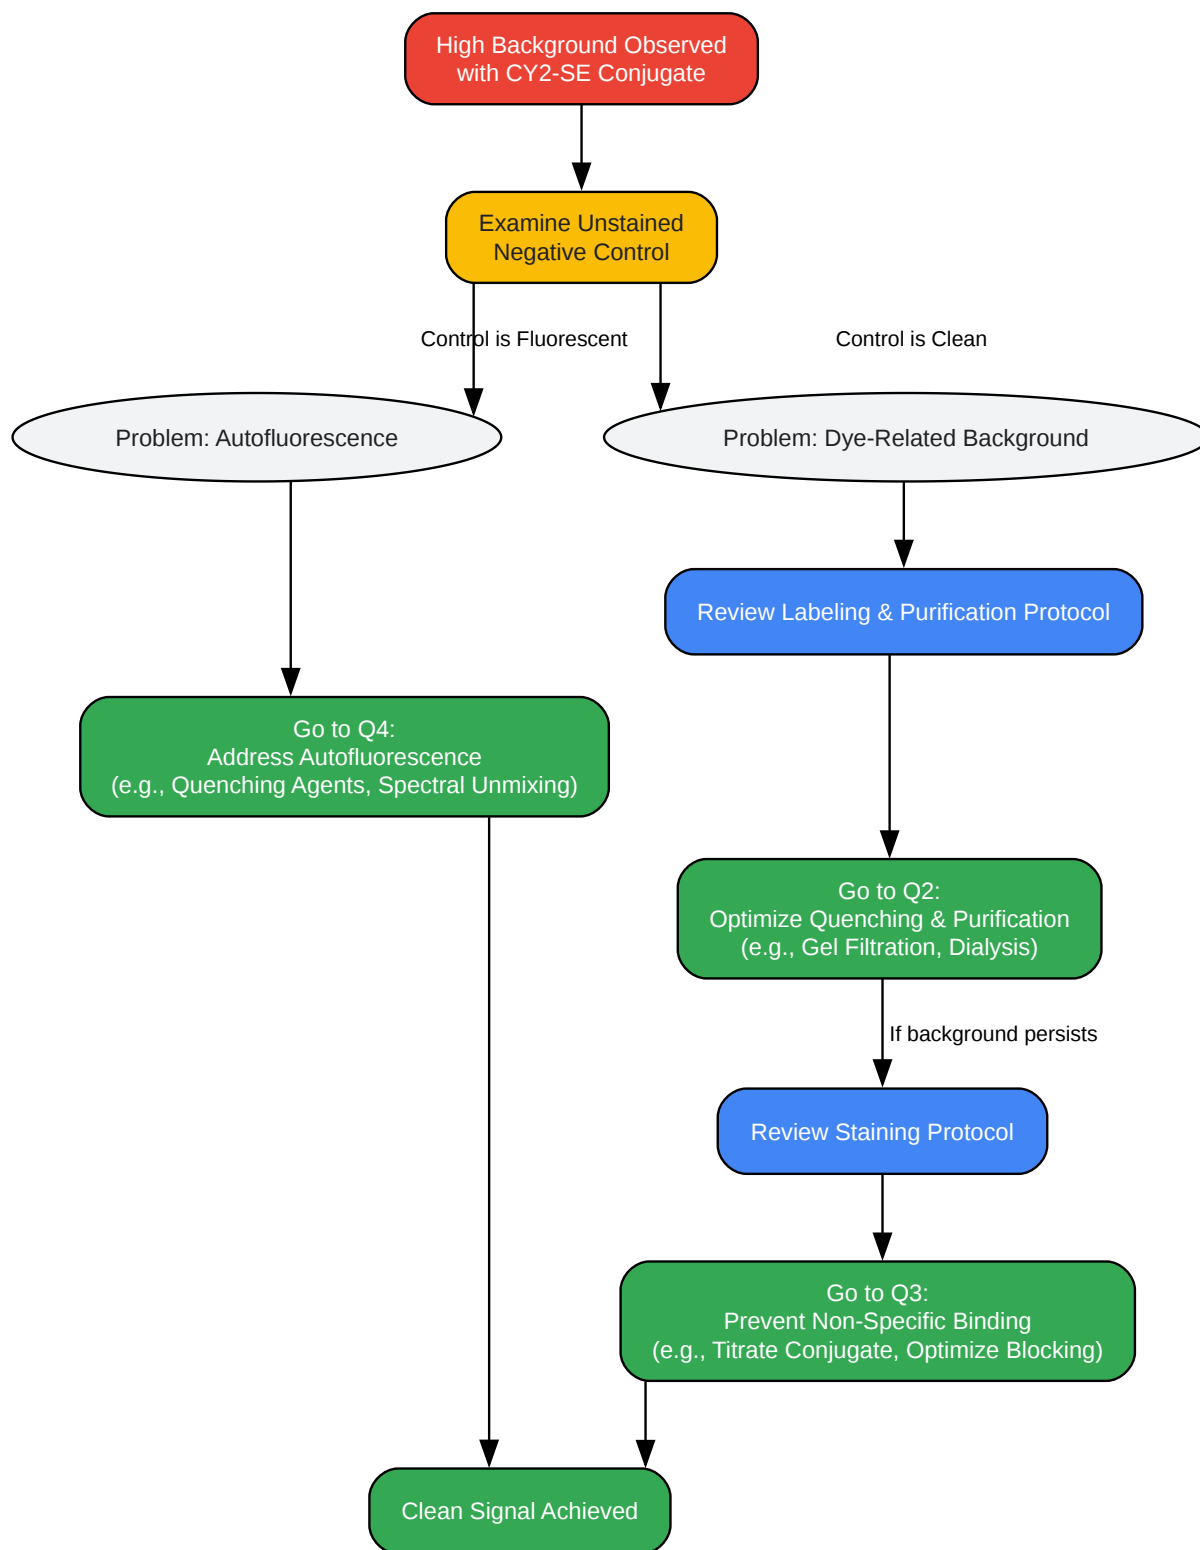 High Background Observed
with CY2-SE Conjugate
Examine Unstained
Negative Control
Control is Fluorescent
Control is Clean
Problem: Autofluorescence
Problem: Dye-Related Background
Review Labeling & Purification Protocol
Go to Q4:
Address Autofluorescence
(e.g., Quenching Agents, Spectral Unmixing)
Go to Q2:
Optimize Quenching & Purification
(e.g., Gel Filtration, Dialysis)
If background persists
Review Staining Protocol
Go to Q3:
Prevent Non-Specific Binding
(e.g., Titrate Conjugate, Optimize Blocking)
Clean Signal Achieved